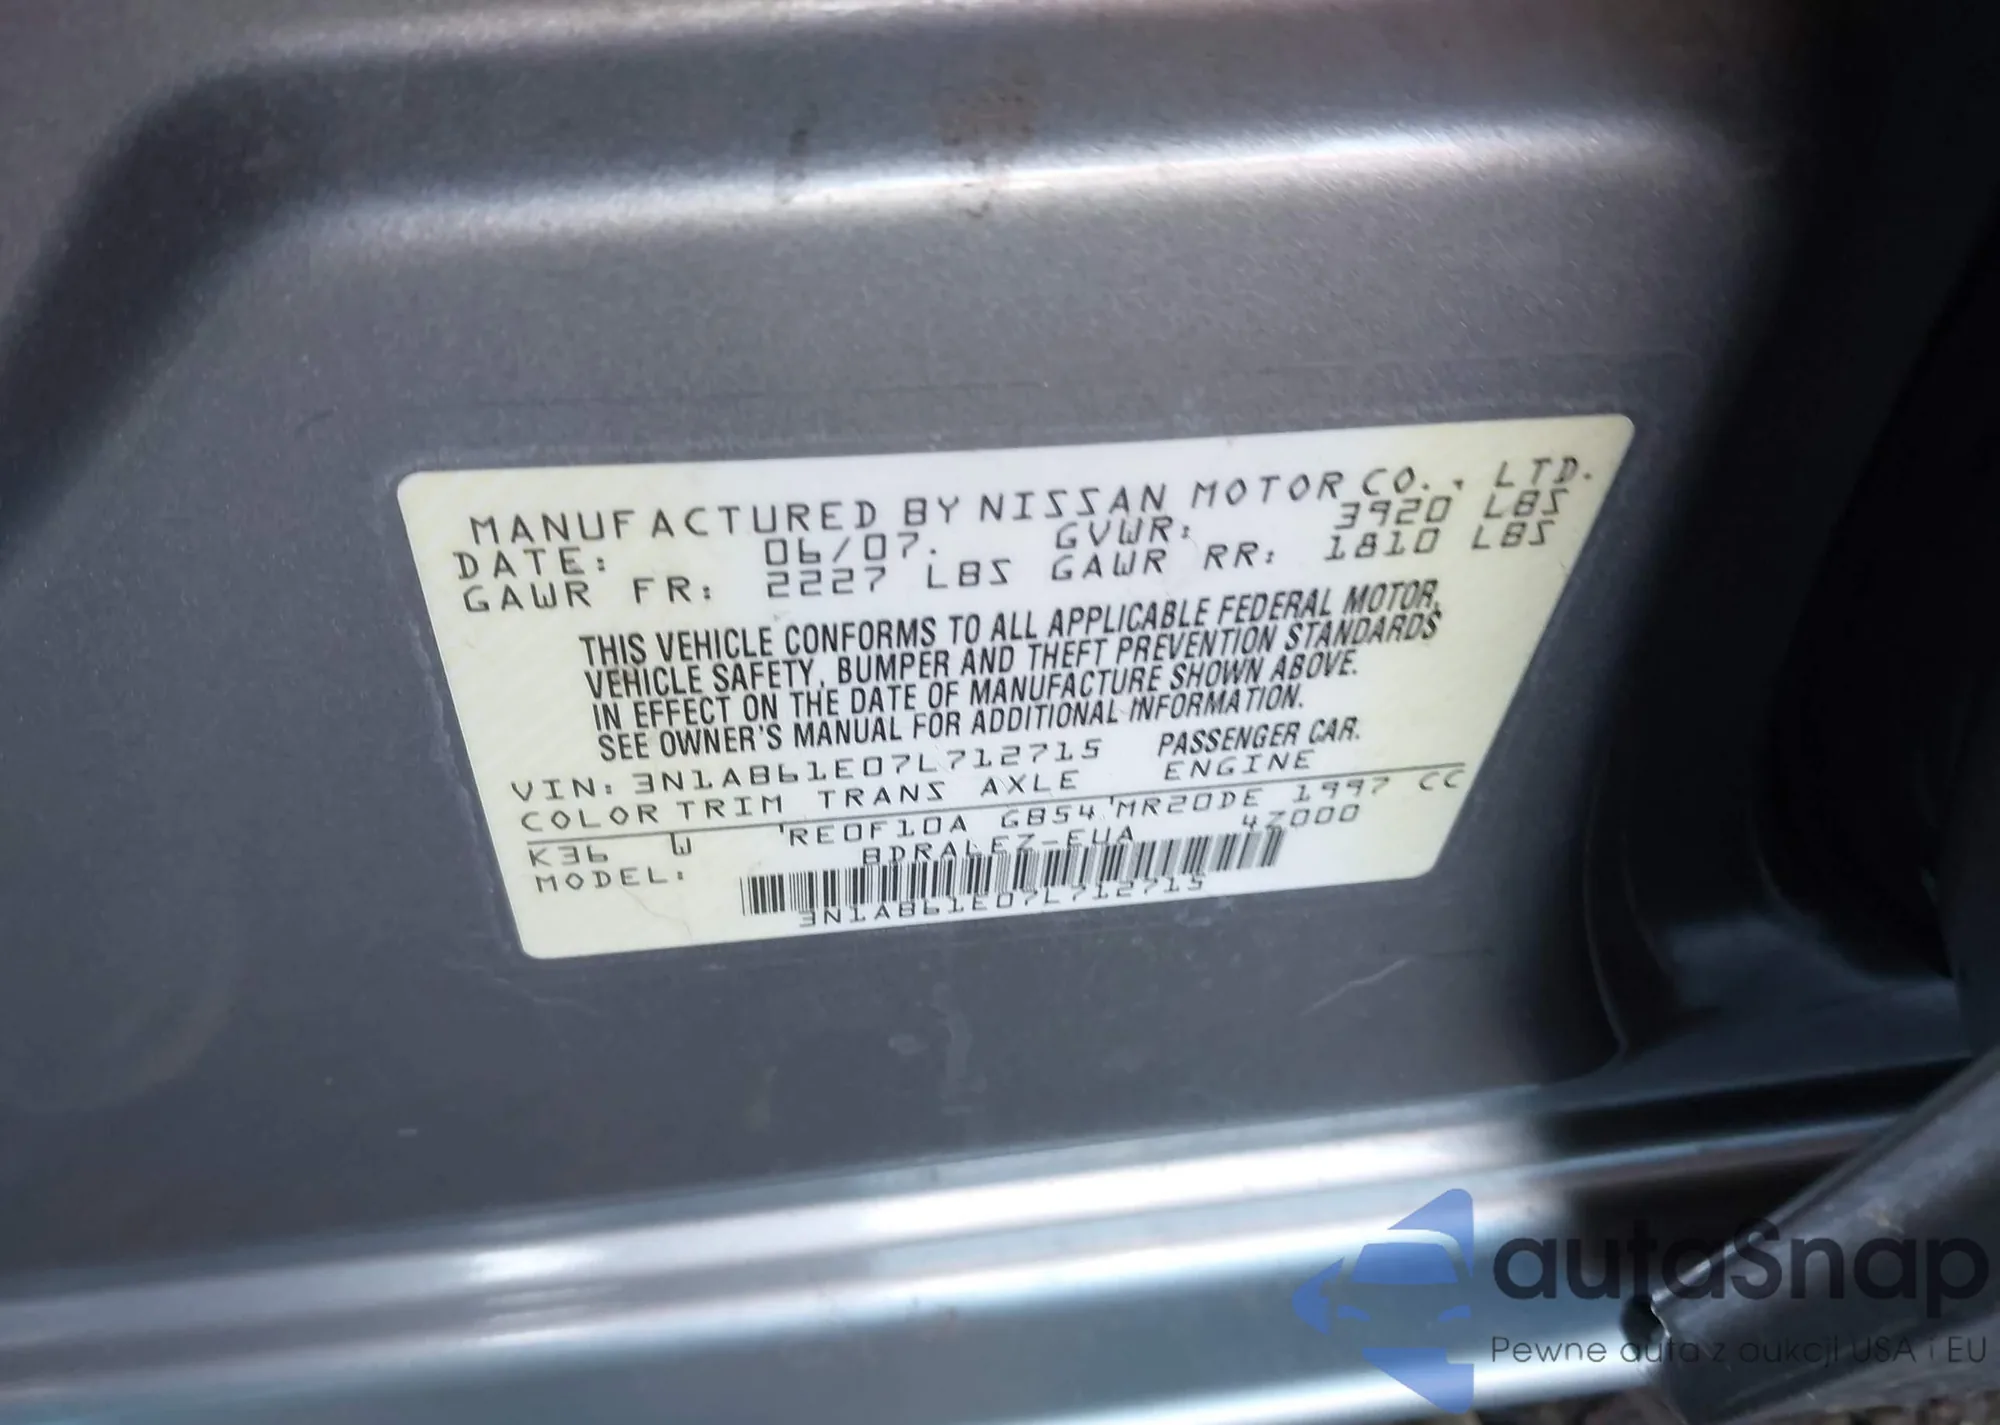 MANUFACTURED BY NISSAN MOTOR CO., LTD.
DATE: 06/07. GVWR: 3920 LBS
GAWR FR: 2227 LBS GAWR RR: 1810 LBS
THIS VEHICLE CONFORMS TO ALL APPLICABLE FEDERAL MOTOR
VEHICLE SAFETY, BUMPER AND THEFT PREVENTION STANDARDS
IN EFFECT ON THE DATE OF MANUFACTURE SHOWN ABOVE.
SEE OWNER'S MANUAL FOR ADDITIONAL INFORMATION.
VIN: 3N1AB61E07L712715 PASSENGER CAR.
COLOR TRIM TRANS AXLE ENGINE
K36 W 'RE0F10A GB54'MR20DE 1997 CC
MODEL: BDRALEZ-EUA 4Z000
3N1AB61E07L712715
autaSnap
Pewne auta z aukcji USA i EU